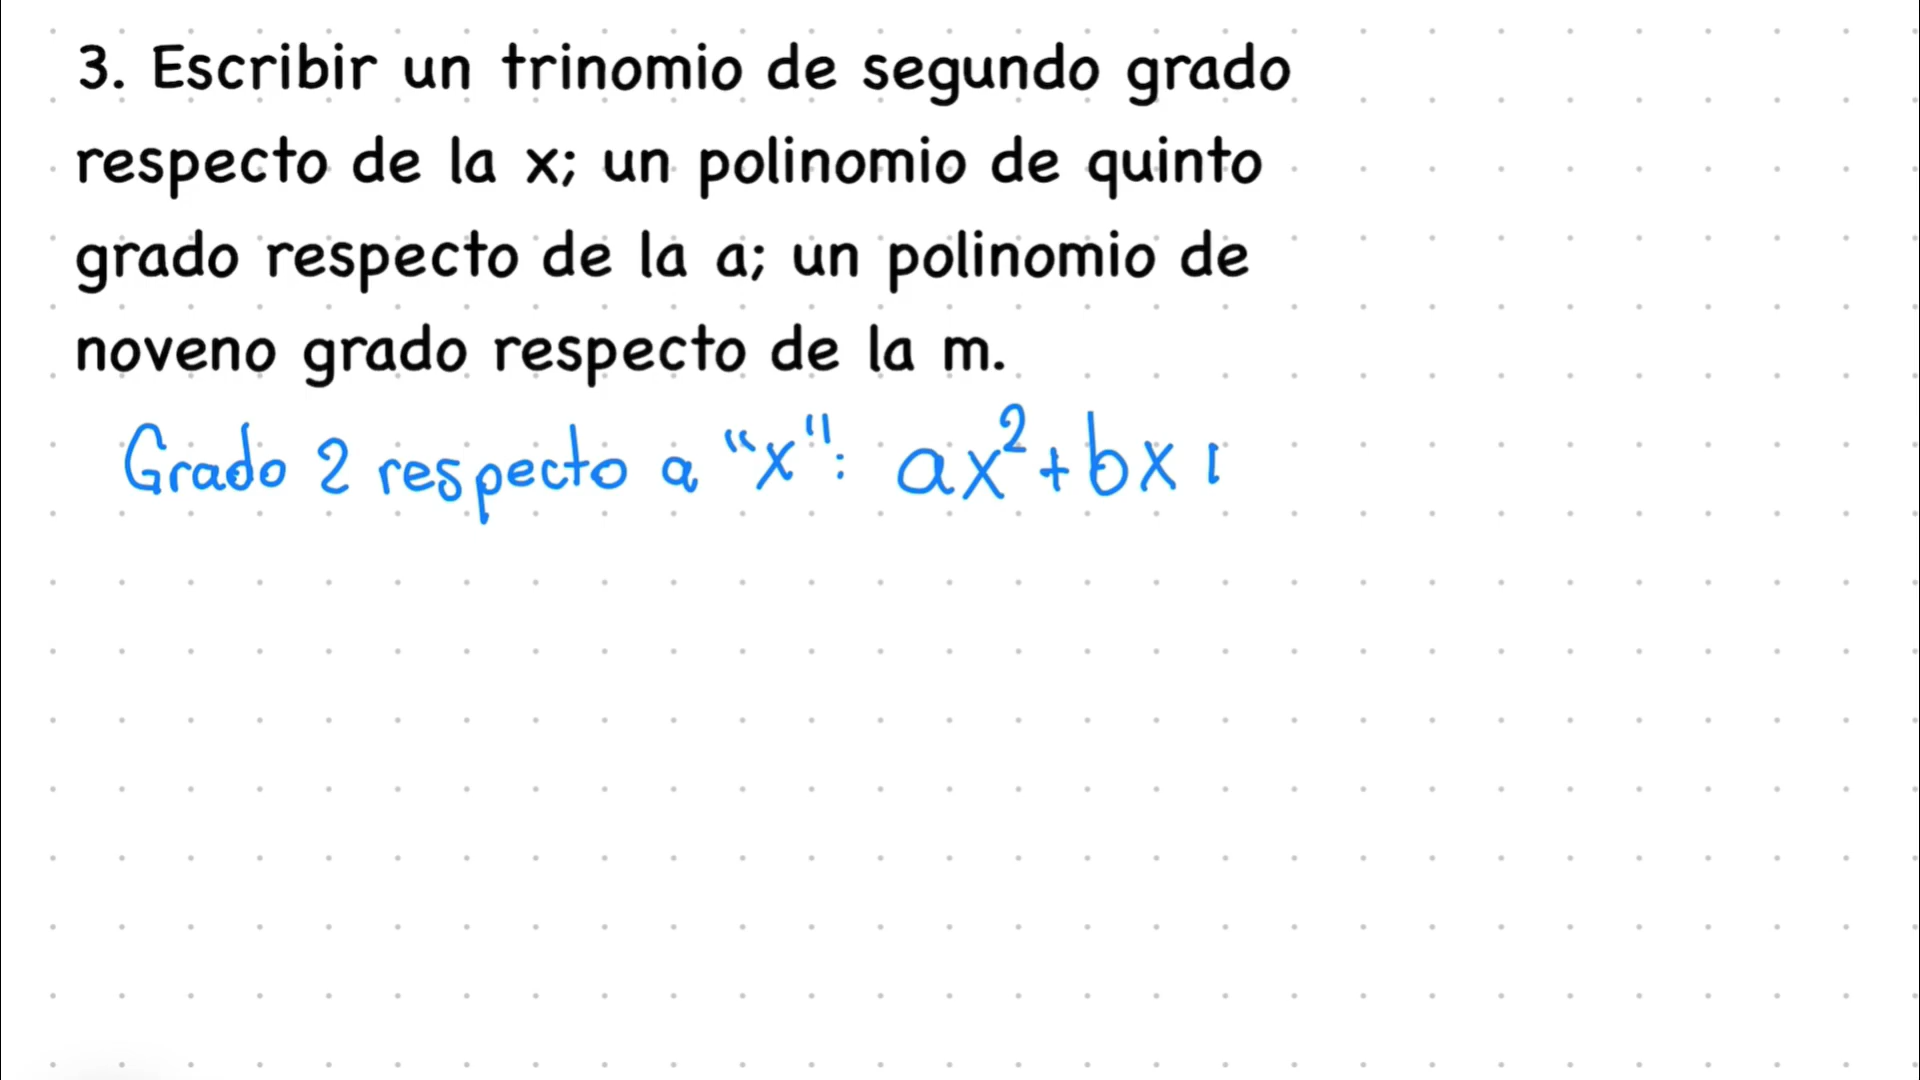 3. Escribir un trinomio de segundo grado
respecto de la x; un polinomio de quinto
grado respecto de la a; un polinomio de
noveno grado respecto de la m.
Grado 2 respecto a "x": ax²+bx